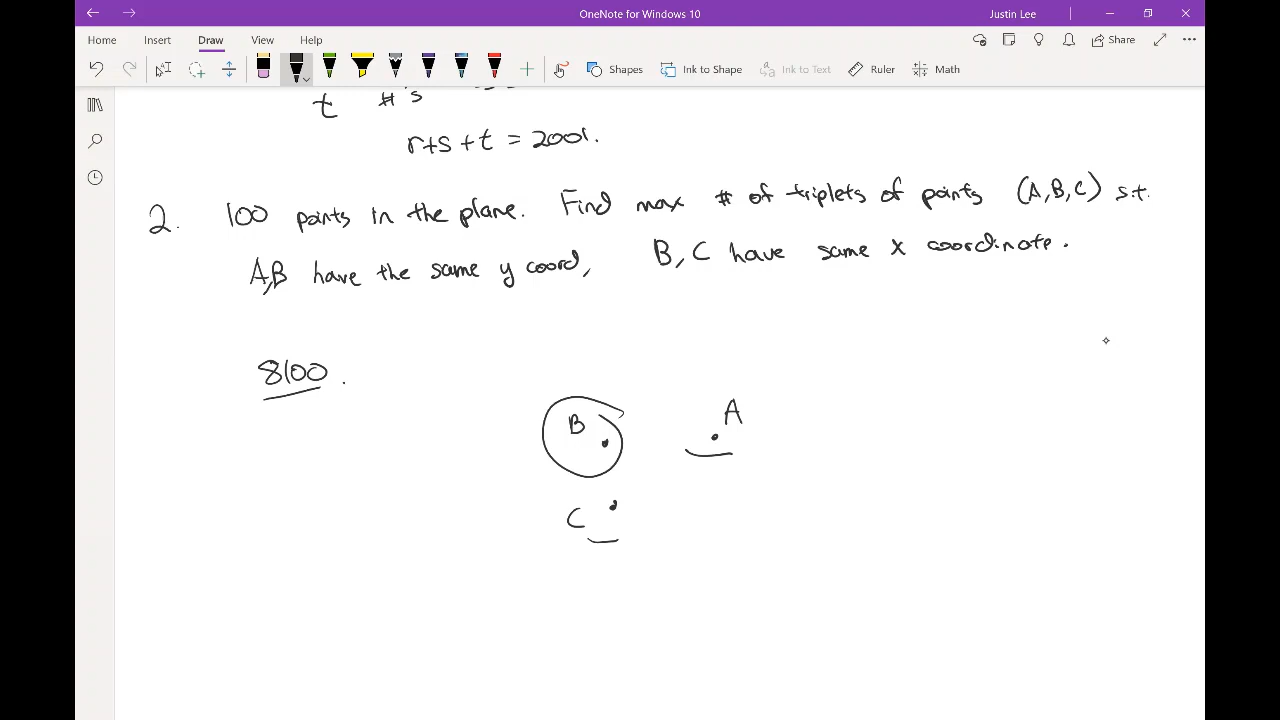 OneNote for Windows 10
Justin Lee
Home Insert Draw View Help
Share
Shapes Ink to Shape Ink to Text Ruler Math
t #'s
r+s+t = 2001.
2. 100 points in the plane. Find max # of triplets of points (A,B,C) s.t.
A,B have the same y coord, B, C have same x coordinate.
8100.
B A
C